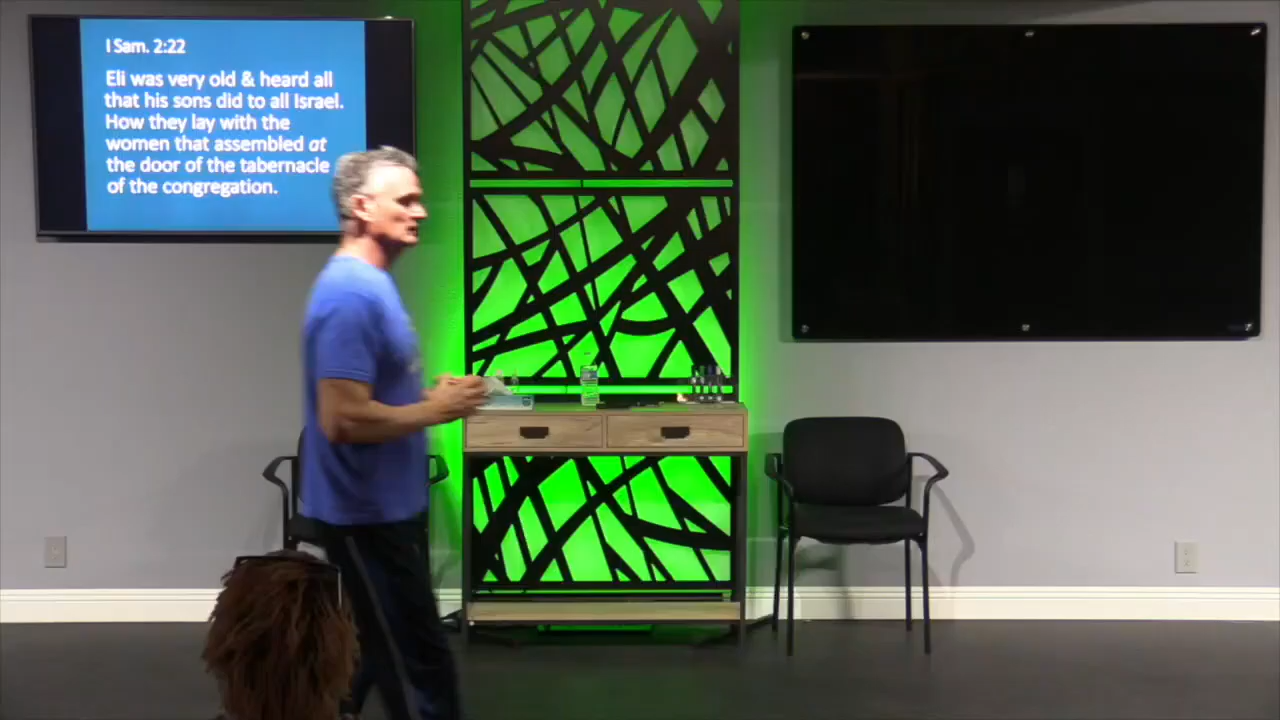 I Sam. 2:22
Eli was very old & heard all
that his sons did to all Israel.
How they lay with the
women that assembled at
the door of the tabernacle
of the congregation.